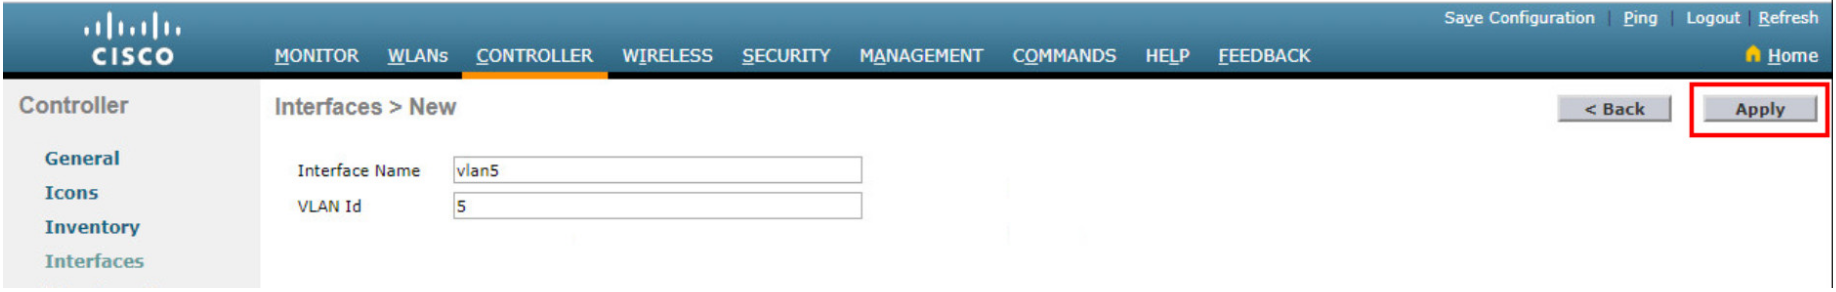 Save Configuration | Ping | Logout | Refresh
CISCO
MONITOR WLANs CONTROLLER WIRELESS SECURITY MANAGEMENT COMMANDS HELP FEEDBACK Home
Controller
Interfaces > New
< Back
Apply
General
Icons
Inventory
Interfaces
Interface Name vlan5
VLAN Id 5